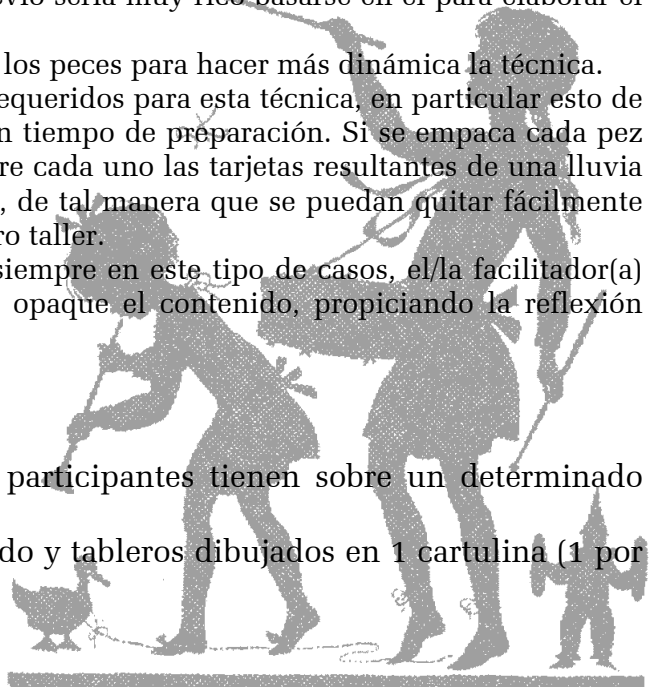 sería muy rico basarse en él para elaborar el
los peces para hacer más dinámica la técnica.
equeridos para esta técnica, en particular esto de
n tiempo de preparación. Si se empaca cada pez
re cada uno las tarjetas resultantes de una lluvia
, de tal manera que se puedan quitar fácilmente
ro taller.
siempre en este tipo de casos, el/la facilitador(a)
opaque el contenido, propiciando la reflexión
participantes tienen sobre un determinado
do y tableros dibujados en 1 cartulina (1 por